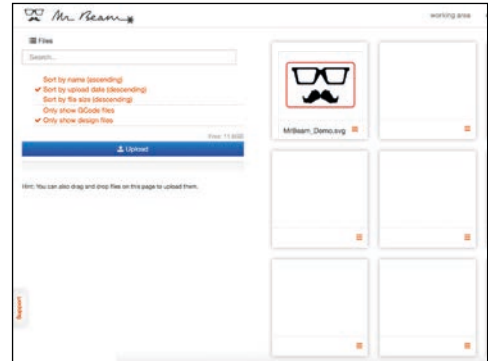 Mr Beam
working area
Files
Search...
Sort by name (ascending)
Sort by upload date (descending)
Sort by file size (descending)
Only show GCode files
Only show design files
Upload
MrBeam_Demo.svg
Hint: You can also drag and drop files on this page to upload them.
Support